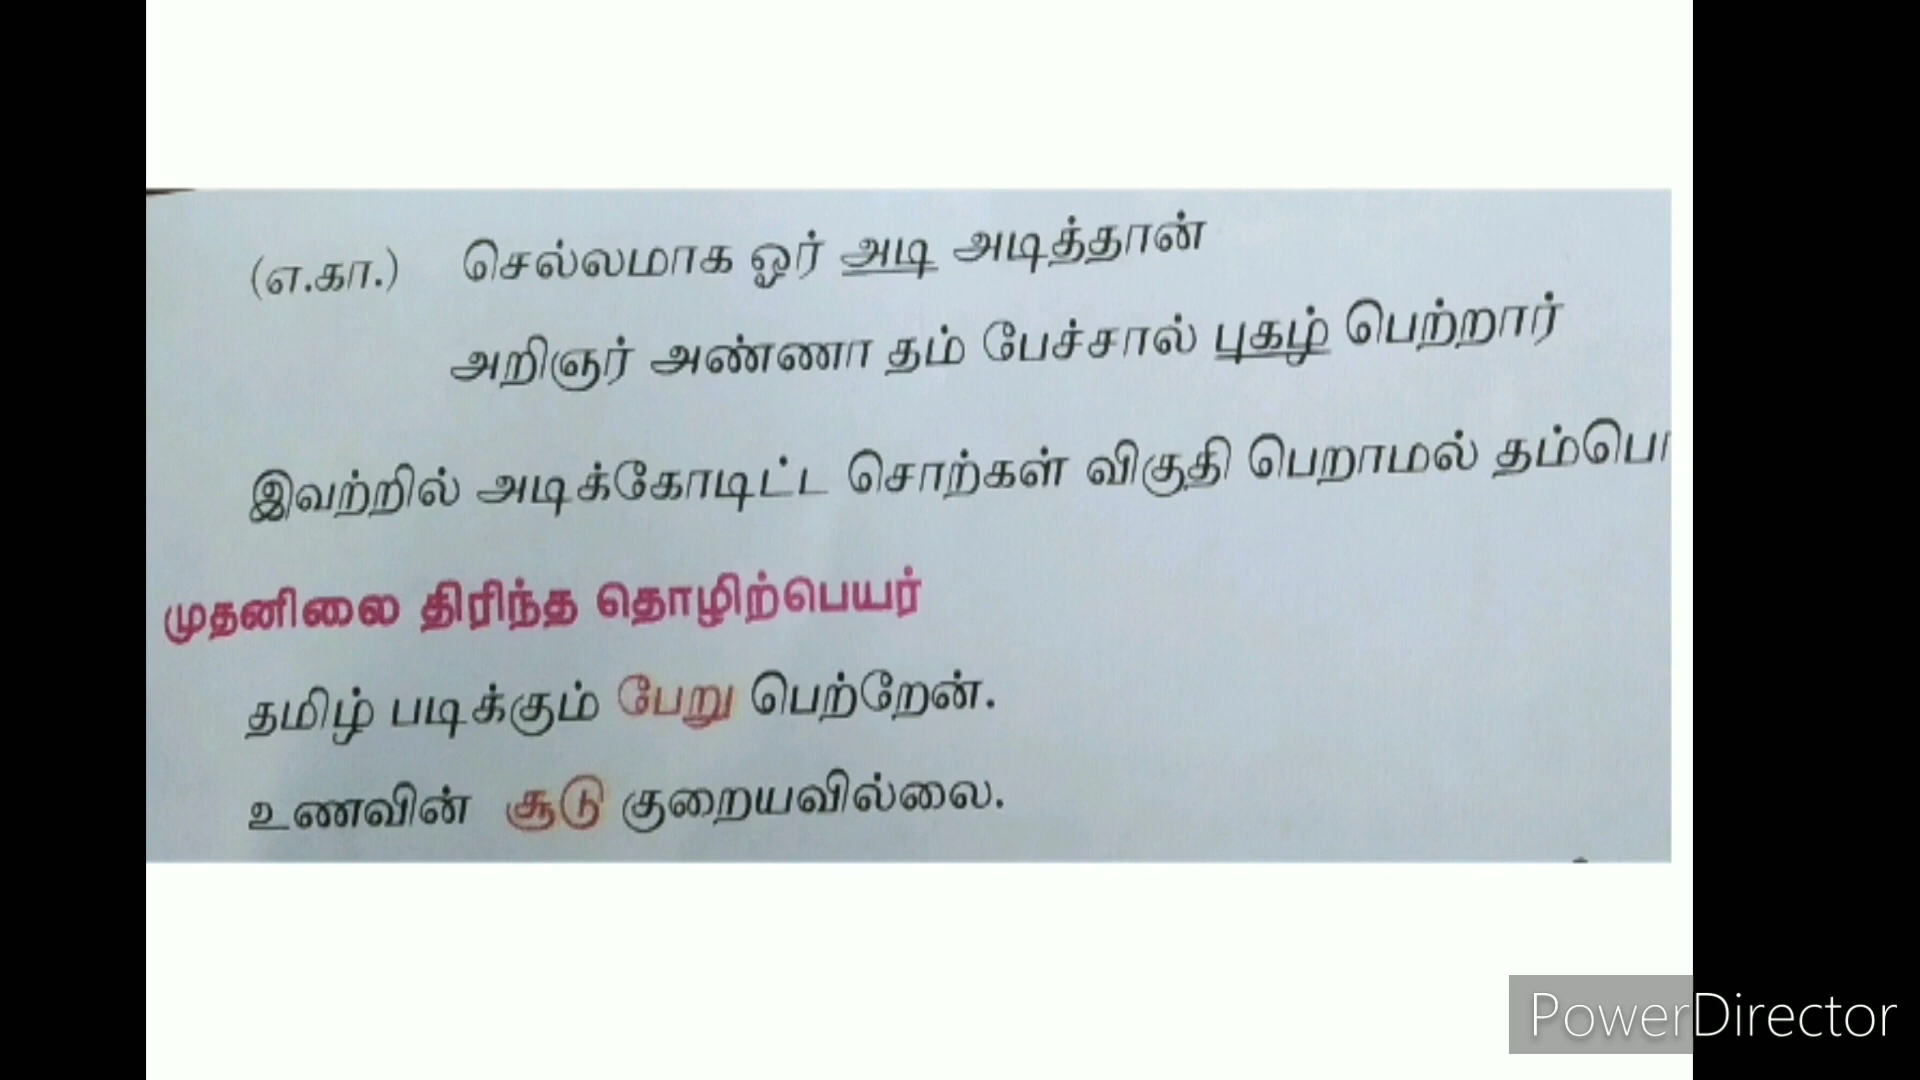 (எ.கா.) செல்லமாக ஓர் அடி அடித்தான்
அறிஞர் அண்ணா தம் பேச்சால் புகழ் பெற்றார்
இவற்றில் அடிக்கோடிட்ட சொற்கள் விகுதி பெறாமல்
முதனிலை திரிந்த தொழிற்பெயர்
தமிழ் படிக்கும் பேறு பெற்றேன்.
உணவின் சூடு குறையவில்லை.
PowerDirector